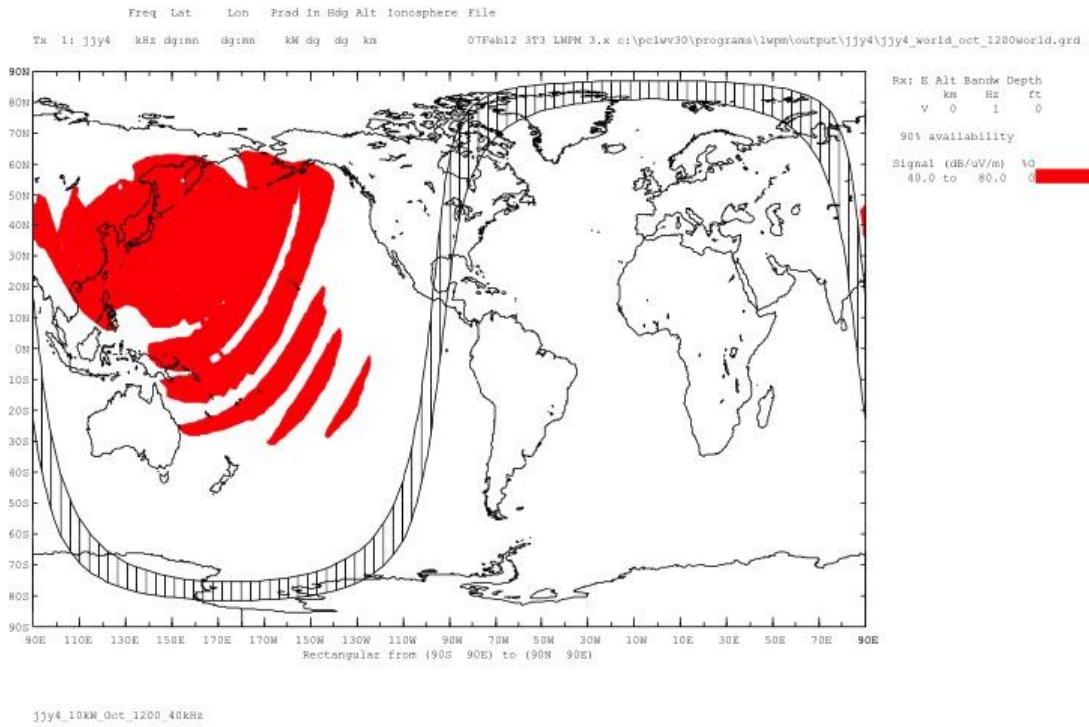 Freq Lat Lon Prad In Hdg Alt Ionosphere File
Tx 1: jjy4 kHz dg:mn dg:mn kW dg dg km 07Feb12 3T3 LWPM 3.x c:\pclwv30\programs\lwpm\output\jjy4\jjy4_world_oct_1200world.grd
Rx: E Alt Bandw Depth
km Hz ft
V 0 1 0
90% availability
Signal (dB/uV/m) %O
40.0 to 80.0 0
90N
80N
70N
60N
50N
40N
30N
20N
10N
0N
10S
20S
30S
40S
50S
60S
70S
80S
90S
90E 110E 130E 150E 170E 170W 150W 130W 110W 90W 70W 50W 30W 10W 10E 30E 50E 70E 90E
Rectangular from (90S 90E) to (90N 90E)
jjy4_10kW_Oct_1200_40kHz